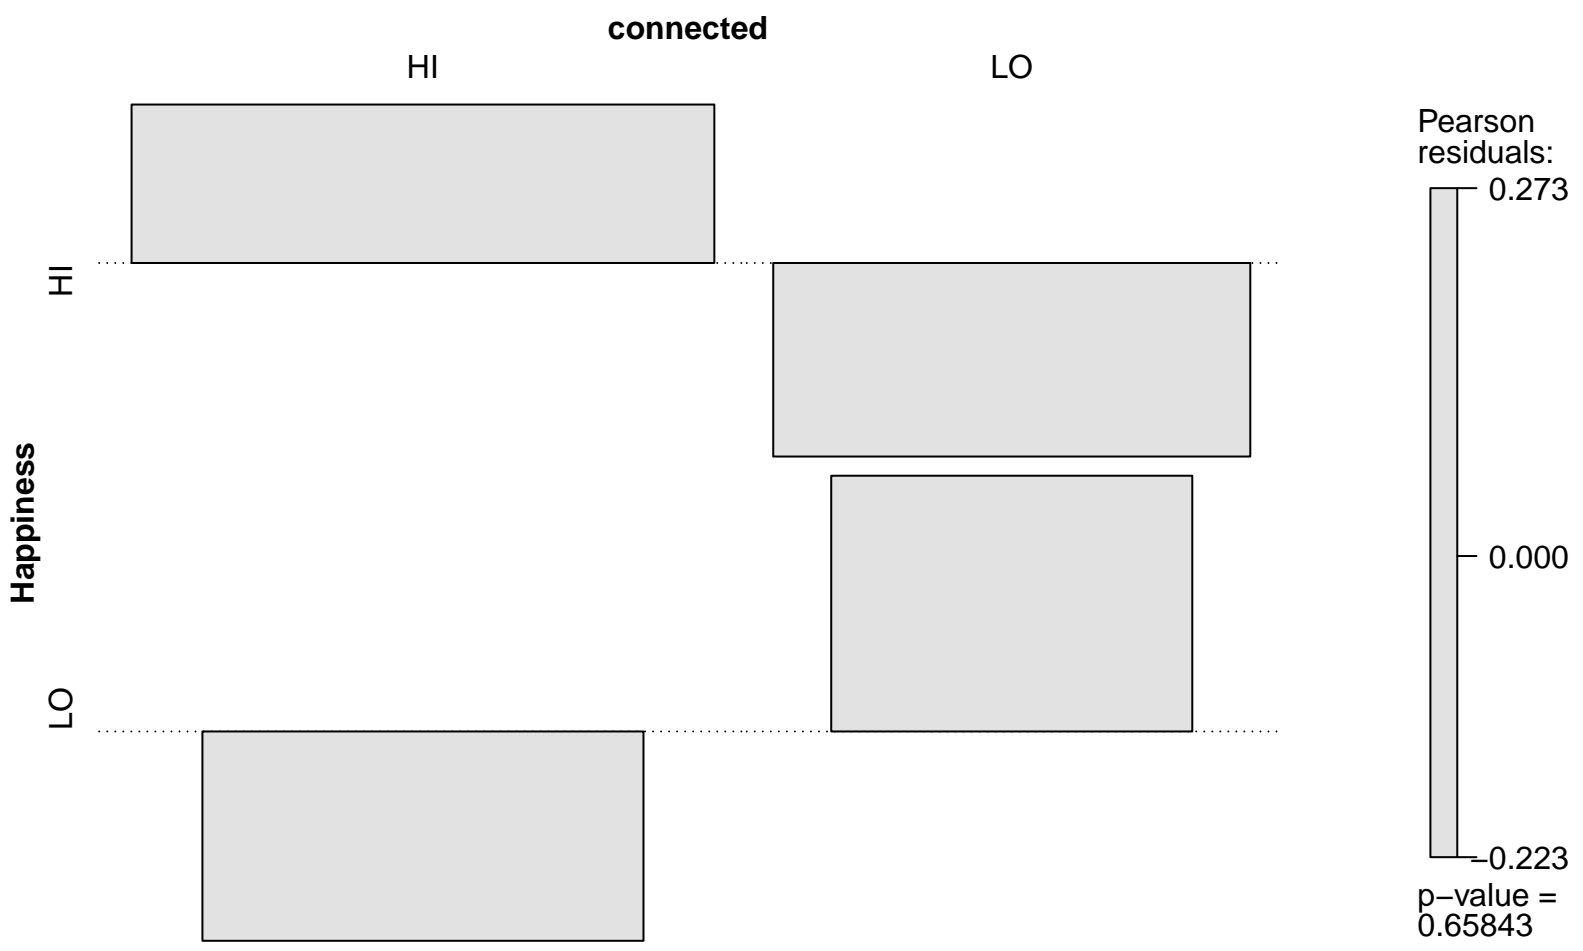 connected
HI
LO
Happiness
HI
LO
Pearson
residuals:
0.273
0.000
−0.223
p−value =
0.65843